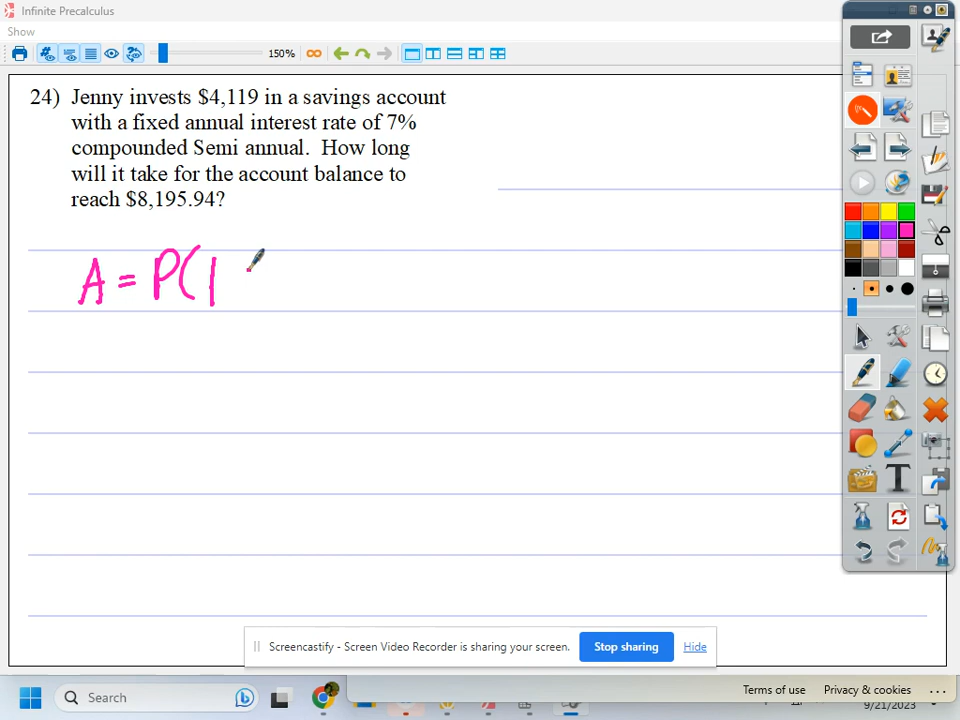 Infinite Precalculus
Show
150%
24) Jenny invests $4,119 in a savings account
with a fixed annual interest rate of 7%
compounded Semi annual. How long
will it take for the account balance to
reach $8,195.94?
A = P(1
Screencastify - Screen Video Recorder is sharing your screen.
Stop sharing
Hide
Search
Terms of use
Privacy & cookies
...
9/21/2023